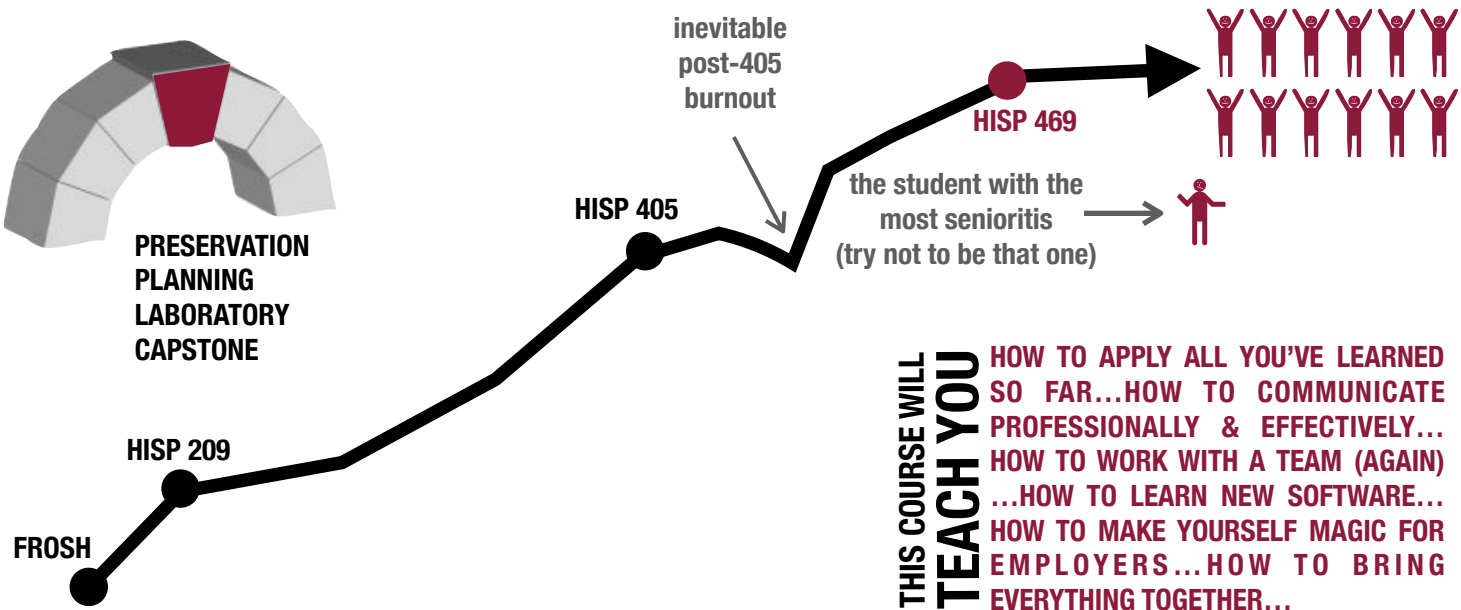 inevitable
post-405
burnout
HISP 469
HISP 405
the student with the
most senioritis
(try not to be that one)
PRESERVATION
PLANNING
LABORATORY
CAPSTONE
HISP 209
FROSH
THIS COURSE WILL
TEACH YOU
HOW TO APPLY ALL YOU'VE LEARNED
SO FAR...HOW TO COMMUNICATE
PROFESSIONALLY & EFFECTIVELY...
HOW TO WORK WITH A TEAM (AGAIN)
...HOW TO LEARN NEW SOFTWARE...
HOW TO MAKE YOURSELF MAGIC FOR
EMPLOYERS...HOW TO BRING
EVERYTHING TOGETHER...